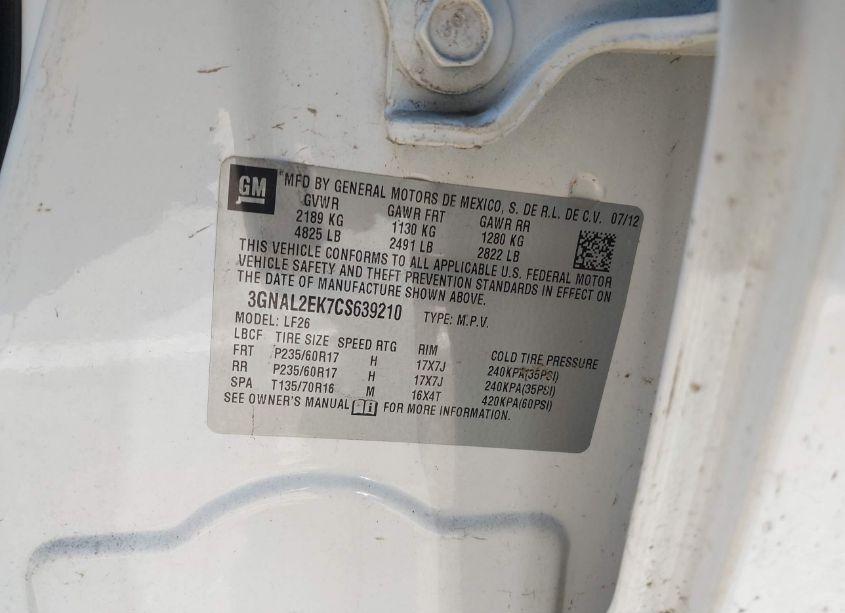 GM ® MFD BY GENERAL MOTORS DE MEXICO, S. DE R.L. DE C.V. 07/12
GVWR GAWR FRT GAWR RR
2189 KG 1130 KG 1280 KG
4825 LB 2491 LB 2822 LB
THIS VEHICLE CONFORMS TO ALL APPLICABLE U.S. FEDERAL MOTOR
VEHICLE SAFETY AND THEFT PREVENTION STANDARDS IN EFFECT ON
THE DATE OF MANUFACTURE SHOWN ABOVE.
3GNAL2EK7CS639210 TYPE: M.P.V.
MODEL: LF26
LBCF TIRE SIZE SPEED RTG RIM COLD TIRE PRESSURE
FRT P235/60R17 H 17X7J 240KPA(35PSI)
RR P235/60R17 H 17X7J 240KPA(35PSI)
SPA T135/70R16 M 16X4T 420KPA(60PSI)
SEE OWNER'S MANUAL FOR MORE INFORMATION.